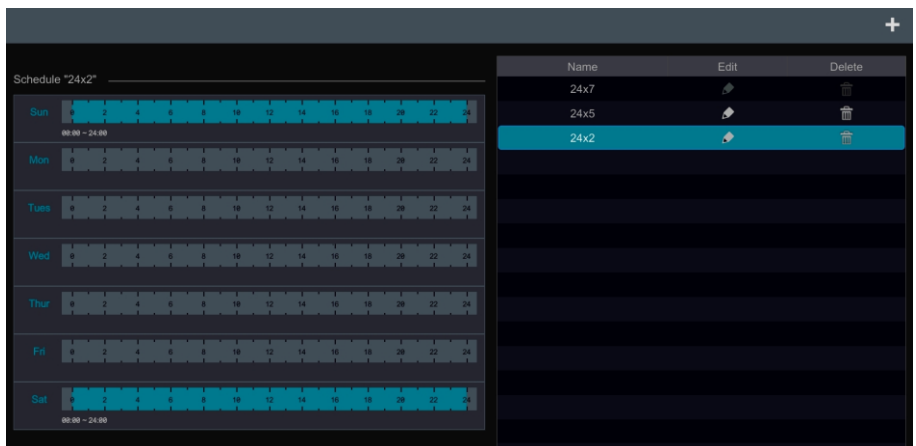 +
Schedule "24x2"
Sun 0 2 4 6 8 10 12 14 16 18 20 22 24
00:00 ~ 24:00
Mon 0 2 4 6 8 10 12 14 16 18 20 22 24
Tues 0 2 4 6 8 10 12 14 16 18 20 22 24
Wed 0 2 4 6 8 10 12 14 16 18 20 22 24
Thur 0 2 4 6 8 10 12 14 16 18 20 22 24
Fri 0 2 4 6 8 10 12 14 16 18 20 22 24
Sat 0 2 4 6 8 10 12 14 16 18 20 22 24
00:00 ~ 24:00
Name Edit Delete
24x7
24x5
24x2